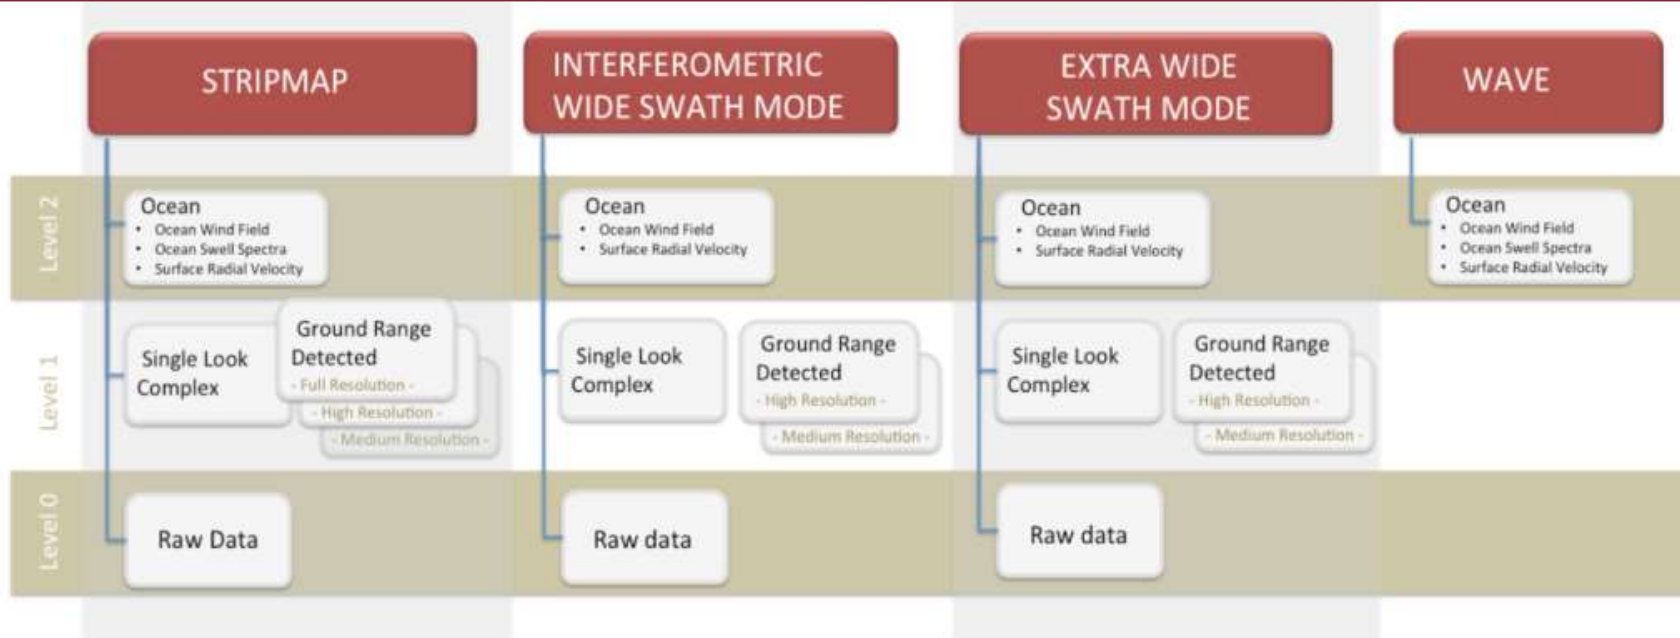 STRIPMAP
INTERFEROMETRIC
WIDE SWATH MODE
EXTRA WIDE
SWATH MODE
WAVE
Level 2
Ocean
• Ocean Wind Field
• Ocean Swell Spectra
• Surface Radial Velocity
Ocean
• Ocean Wind Field
• Surface Radial Velocity
Ocean
• Ocean Wind Field
• Surface Radial Velocity
Ocean
• Ocean Wind Field
• Ocean Swell Spectra
• Surface Radial Velocity
Level 1
Single Look
Complex
Ground Range
Detected
- Full Resolution -
- High Resolution -
- Medium Resolution -
Single Look
Complex
Ground Range
Detected
- High Resolution -
- Medium Resolution -
Single Look
Complex
Ground Range
Detected
- High Resolution -
- Medium Resolution -
Level 0
Raw Data
Raw data
Raw data